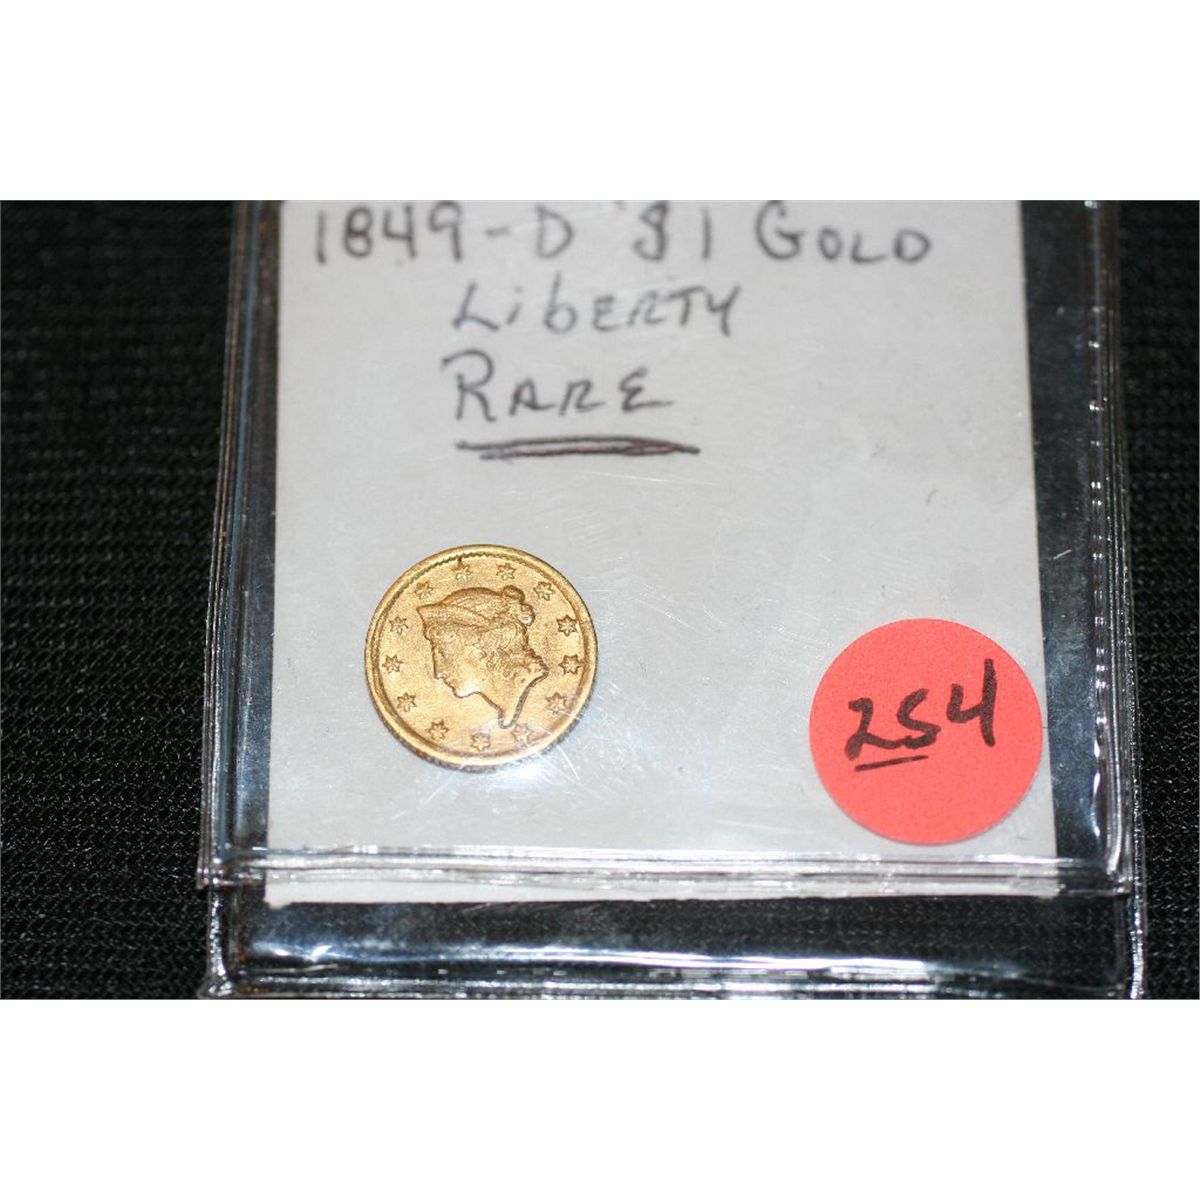 1849-D $1 GOLD
LiBERTY
RARE
254